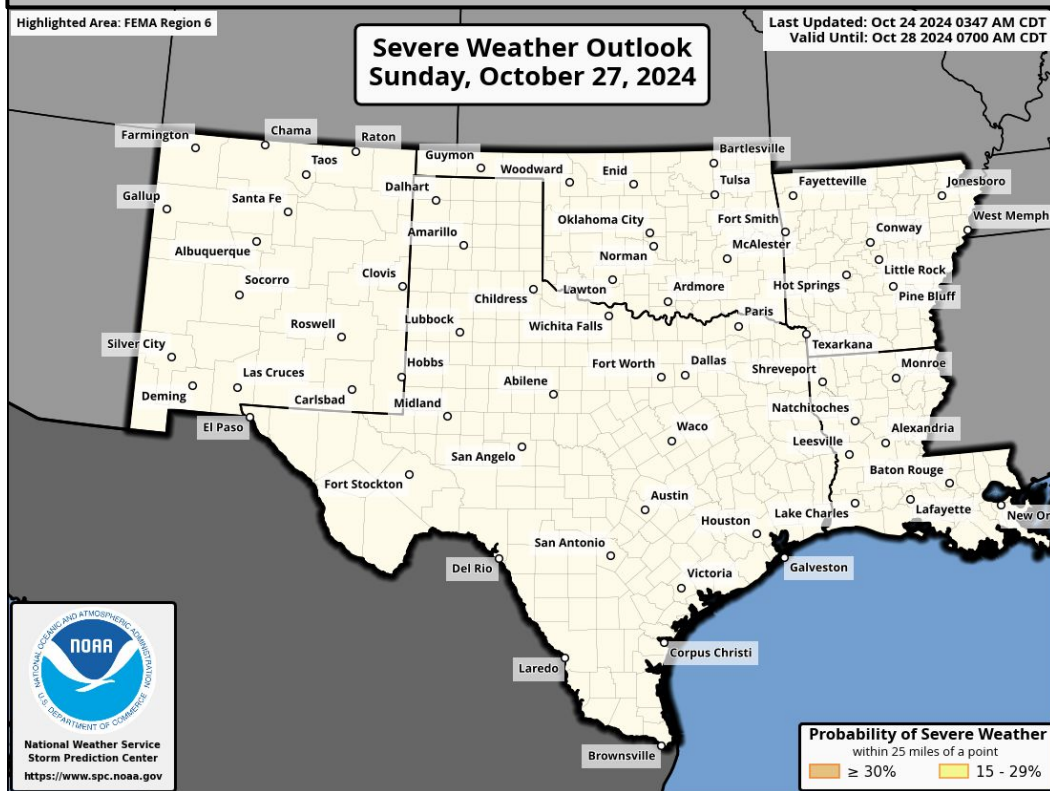 Highlighted Area: FEMA Region 6
Last Updated: Oct 24 2024 0347 AM CDT
Valid Until: Oct 28 2024 0700 AM CDT
Severe Weather Outlook
Sunday, October 27, 2024
Farmington
Chama
Raton
Taos
Guymon
Woodward
Enid
Bartlesville
Tulsa
Fayetteville
Jonesboro
Gallup
Santa Fe
Dalhart
Oklahoma City
Fort Smith
West Memph
Albuquerque
Amarillo
Norman
McAlester
Conway
Socorro
Clovis
Childress
Lawton
Ardmore
Hot Springs
Little Rock
Pine Bluff
Roswell
Lubbock
Wichita Falls
Paris
Silver City
Texarkana
Las Cruces
Hobbs
Fort Worth
Dallas
Shreveport
Monroe
Deming
Carlsbad
Midland
Abilene
Natchitoches
El Paso
Waco
Leesville
Alexandria
San Angelo
Fort Stockton
Baton Rouge
Austin
Lake Charles
Lafayette
New Or
Houston
San Antonio
Del Rio
Galveston
Victoria
Laredo
Corpus Christi
Brownsville
NATIONAL OCEANIC AND ATMOSPHERIC ADMINISTRATION
NOAA
U.S. DEPARTMENT OF COMMERCE
National Weather Service
Storm Prediction Center
https://www.spc.noaa.gov
Probability of Severe Weather
within 25 miles of a point
≥ 30%
15 - 29%